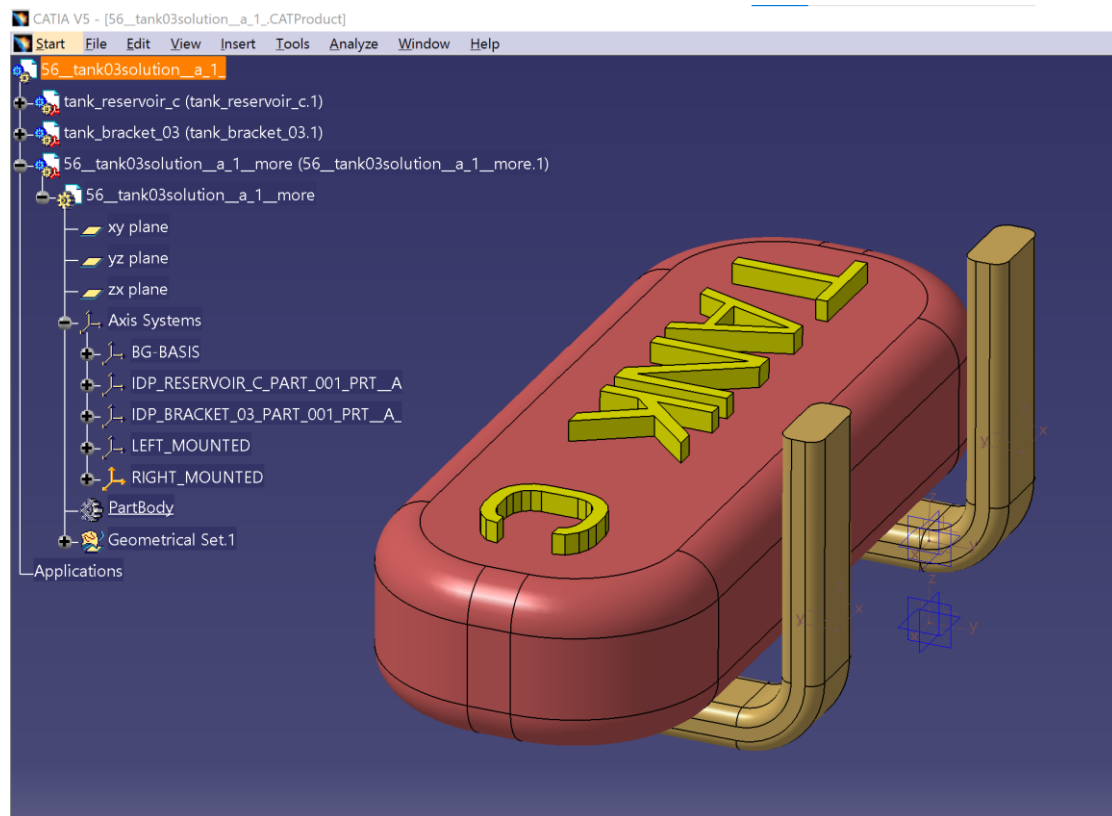 CATIA V5 - [56__tank03solution__a_1_.CATProduct]
Start File Edit View Insert Tools Analyze Window Help
56__tank03solution__a_1_
tank_reservoir_c (tank_reservoir_c.1)
tank_bracket_03 (tank_bracket_03.1)
56__tank03solution__a_1__more (56__tank03solution__a_1__more.1)
56__tank03solution__a_1__more
xy plane
yz plane
zx plane
Axis Systems
BG-BASIS
IDP_RESERVOIR_C_PART_001_PRT__A
IDP_BRACKET_03_PART_001_PRT__A_
LEFT_MOUNTED
RIGHT_MOUNTED
PartBody
Geometrical Set.1
Applications
TANK
C